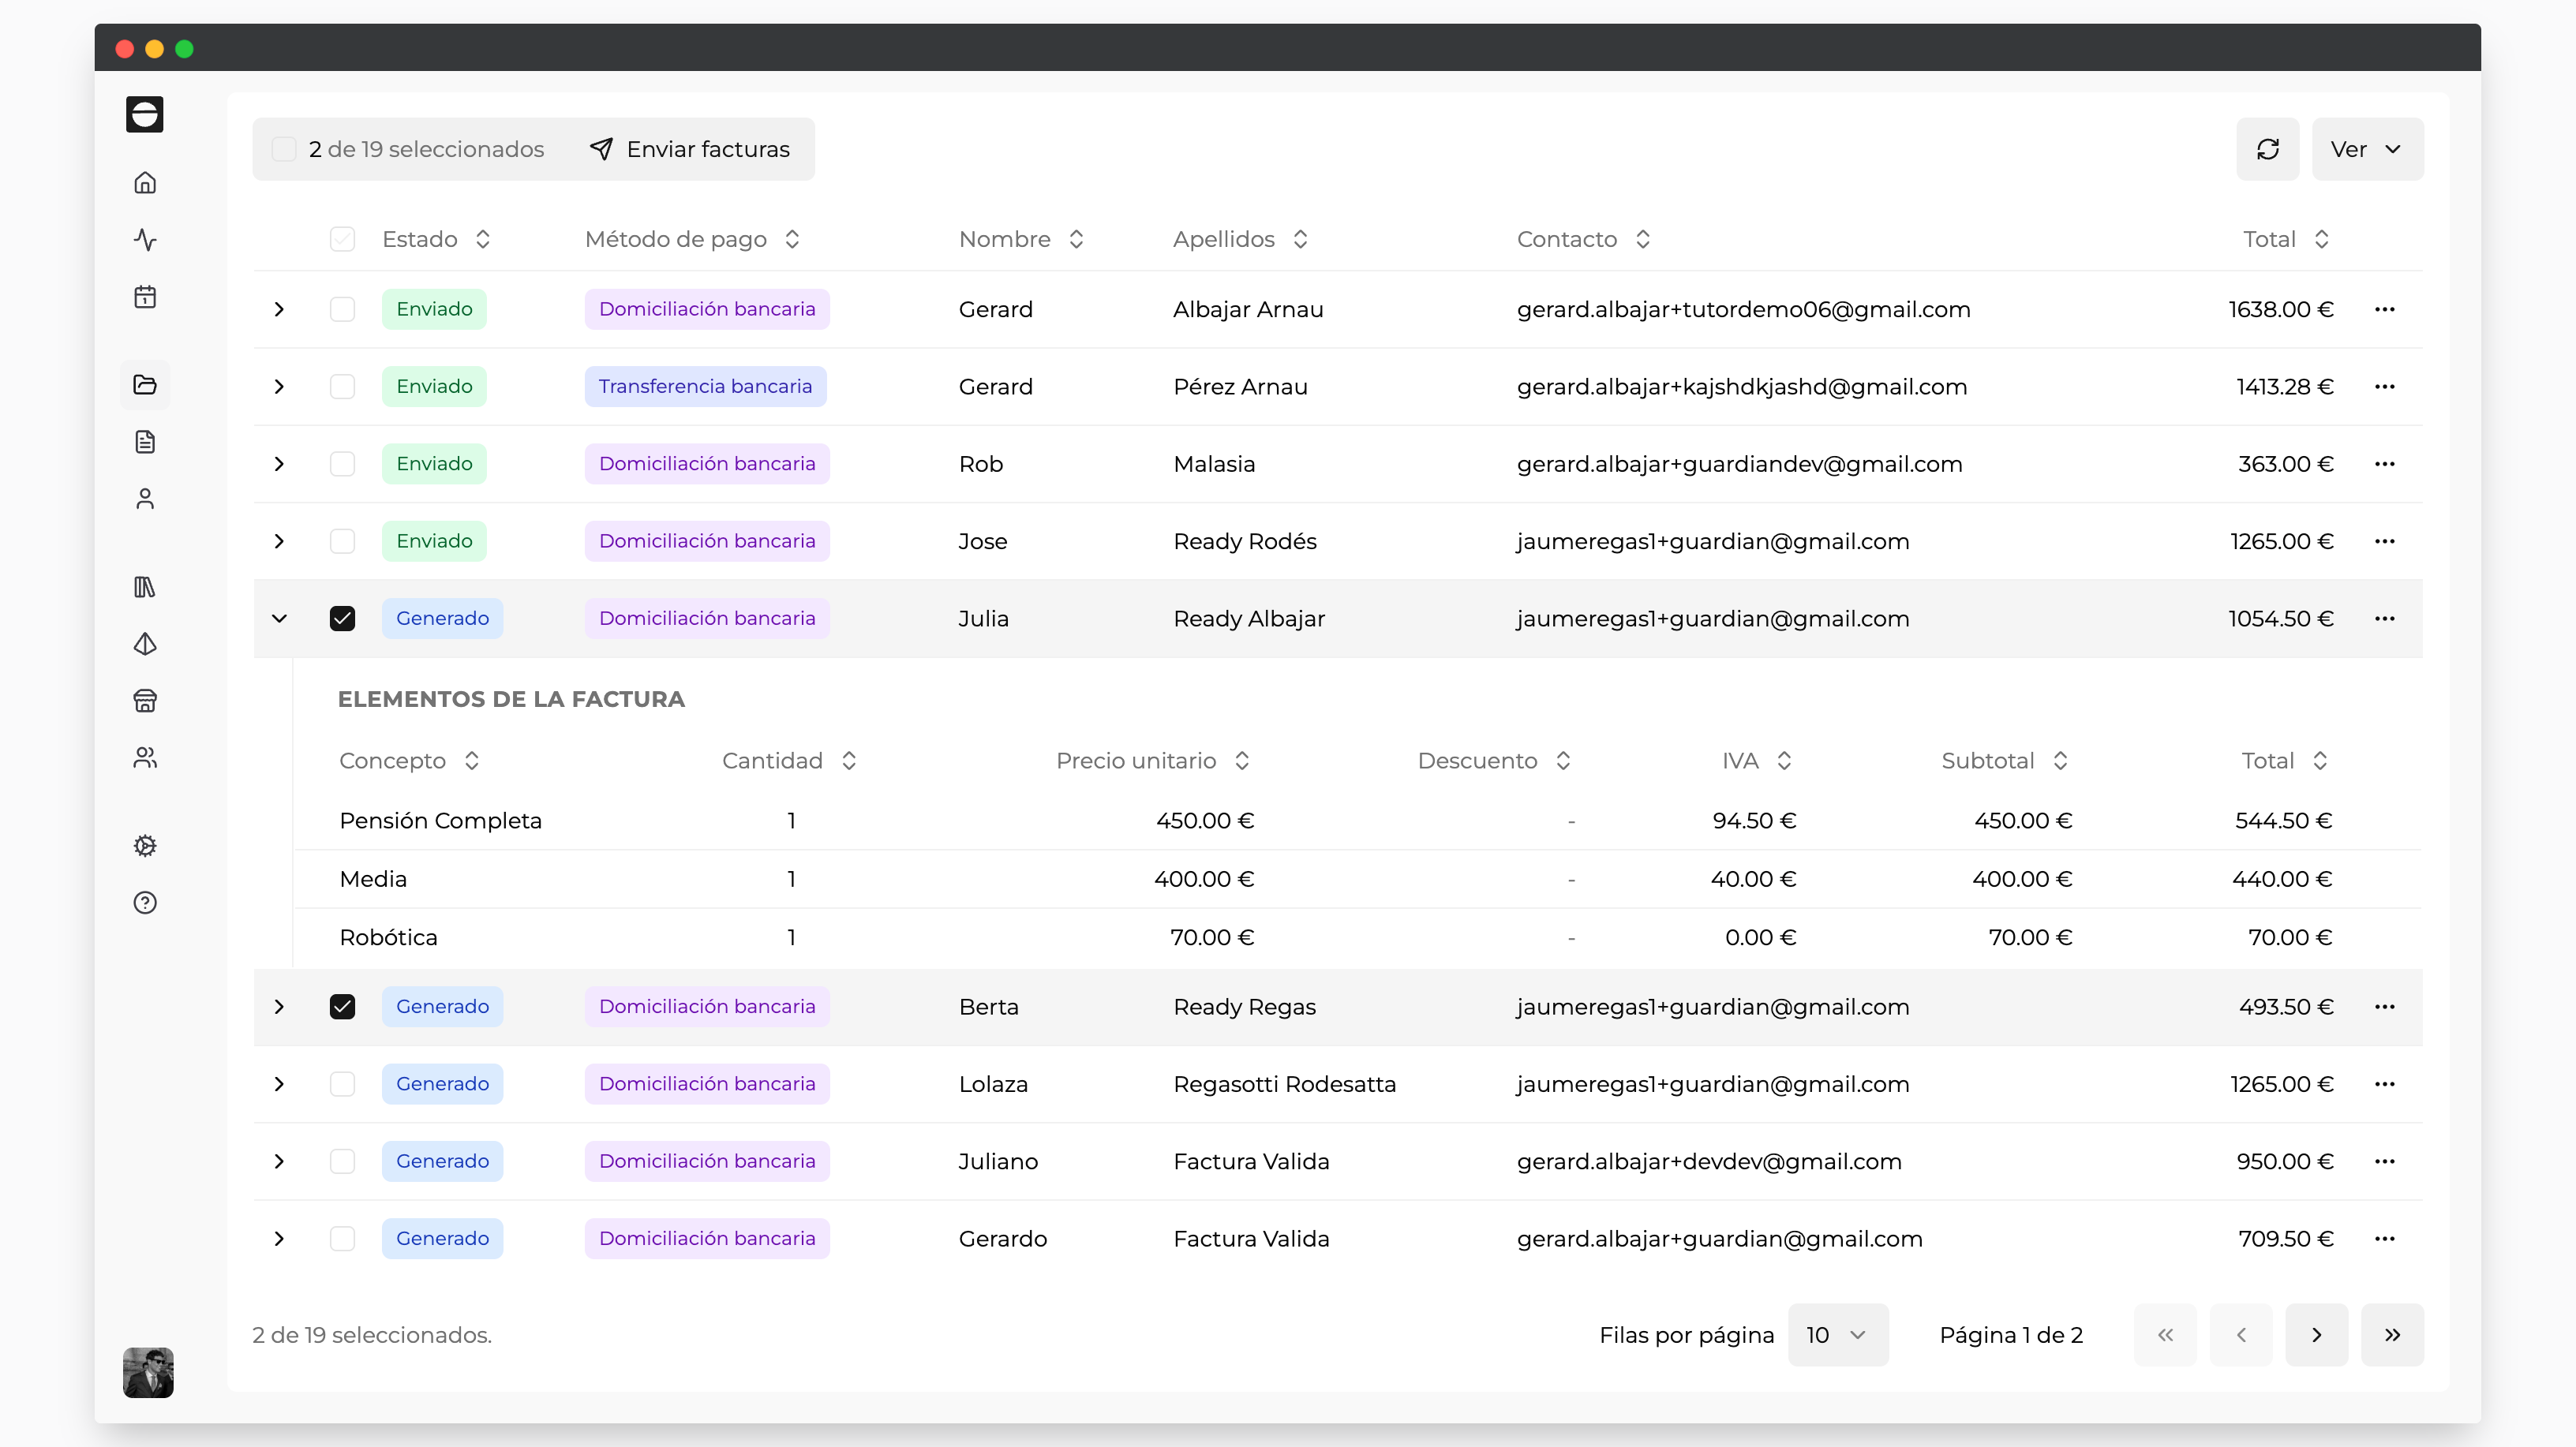 2 de 19 seleccionados Enviar facturas Ver
Estado Método de pago Nombre Apellidos Contacto Total
Enviado Domiciliación bancaria Gerard Albajar Arnau gerard.albajar+tutordemo06@gmail.com 1638.00 €
Enviado Transferencia bancaria Gerard Pérez Arnau gerard.albajar+kajshdkjashd@gmail.com 1413.28 €
Enviado Domiciliación bancaria Rob Malasia gerard.albajar+guardiandev@gmail.com 363.00 €
Enviado Domiciliación bancaria Jose Ready Rodés jaumeregas1+guardian@gmail.com 1265.00 €
Generado Domiciliación bancaria Julia Ready Albajar jaumeregas1+guardian@gmail.com 1054.50 €
ELEMENTOS DE LA FACTURA
Concepto Cantidad Precio unitario Descuento IVA Subtotal Total
Pensión Completa 1 450.00 € - 94.50 € 450.00 € 544.50 €
Media 1 400.00 € - 40.00 € 400.00 € 440.00 €
Robótica 1 70.00 € - 0.00 € 70.00 € 70.00 €
Generado Domiciliación bancaria Berta Ready Regas jaumeregas1+guardian@gmail.com 493.50 €
Generado Domiciliación bancaria Lolaza Regasotti Rodesatta jaumeregas1+guardian@gmail.com 1265.00 €
Generado Domiciliación bancaria Juliano Factura Valida gerard.albajar+devdev@gmail.com 950.00 €
Generado Domiciliación bancaria Gerardo Factura Valida gerard.albajar+guardian@gmail.com 709.50 €
2 de 19 seleccionados. Filas por página 10 Página 1 de 2